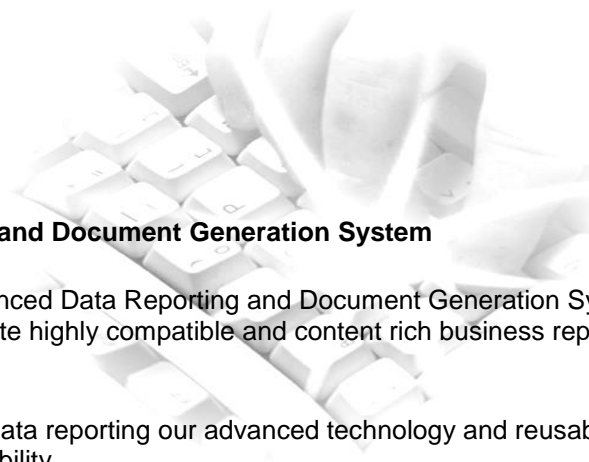 and Document Generation System
nced Data Reporting and Document Generation Sy
te highly compatible and content rich business rep
ata reporting our advanced technology and reusab
bility